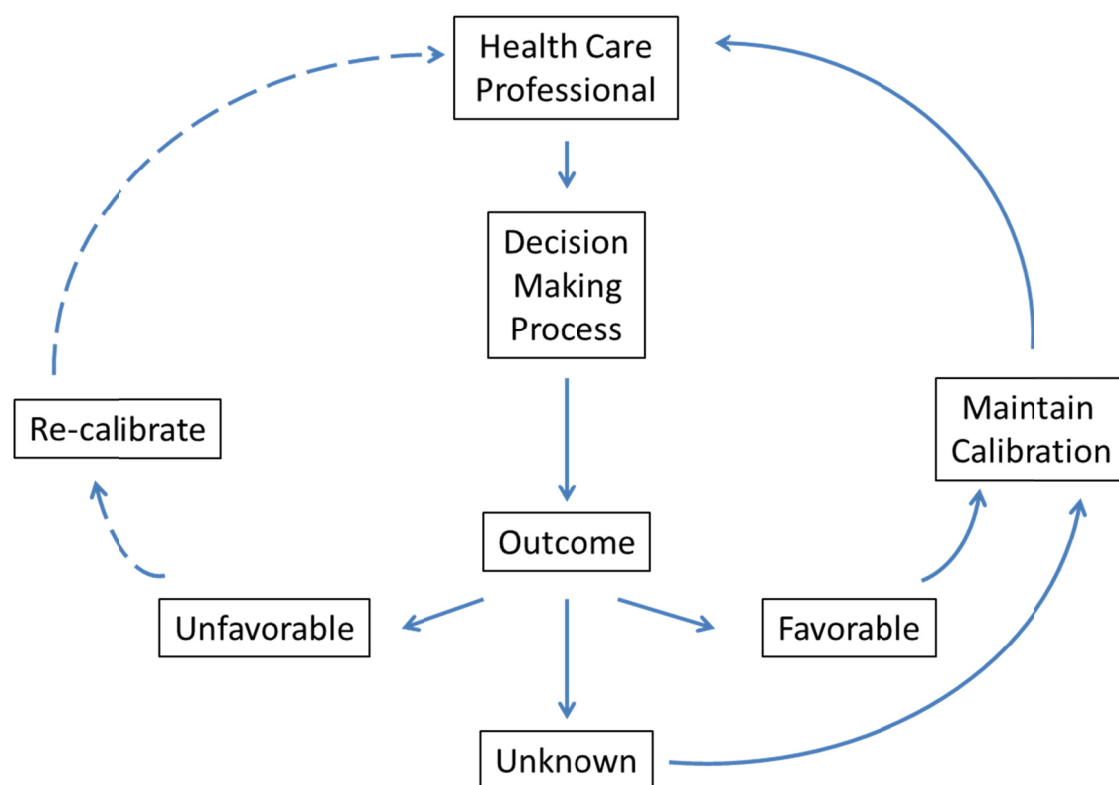 Health Care
Professional
Decision
Making
Process
Re-calibrate
Maintain
Calibration
Outcome
Unfavorable
Favorable
Unknown